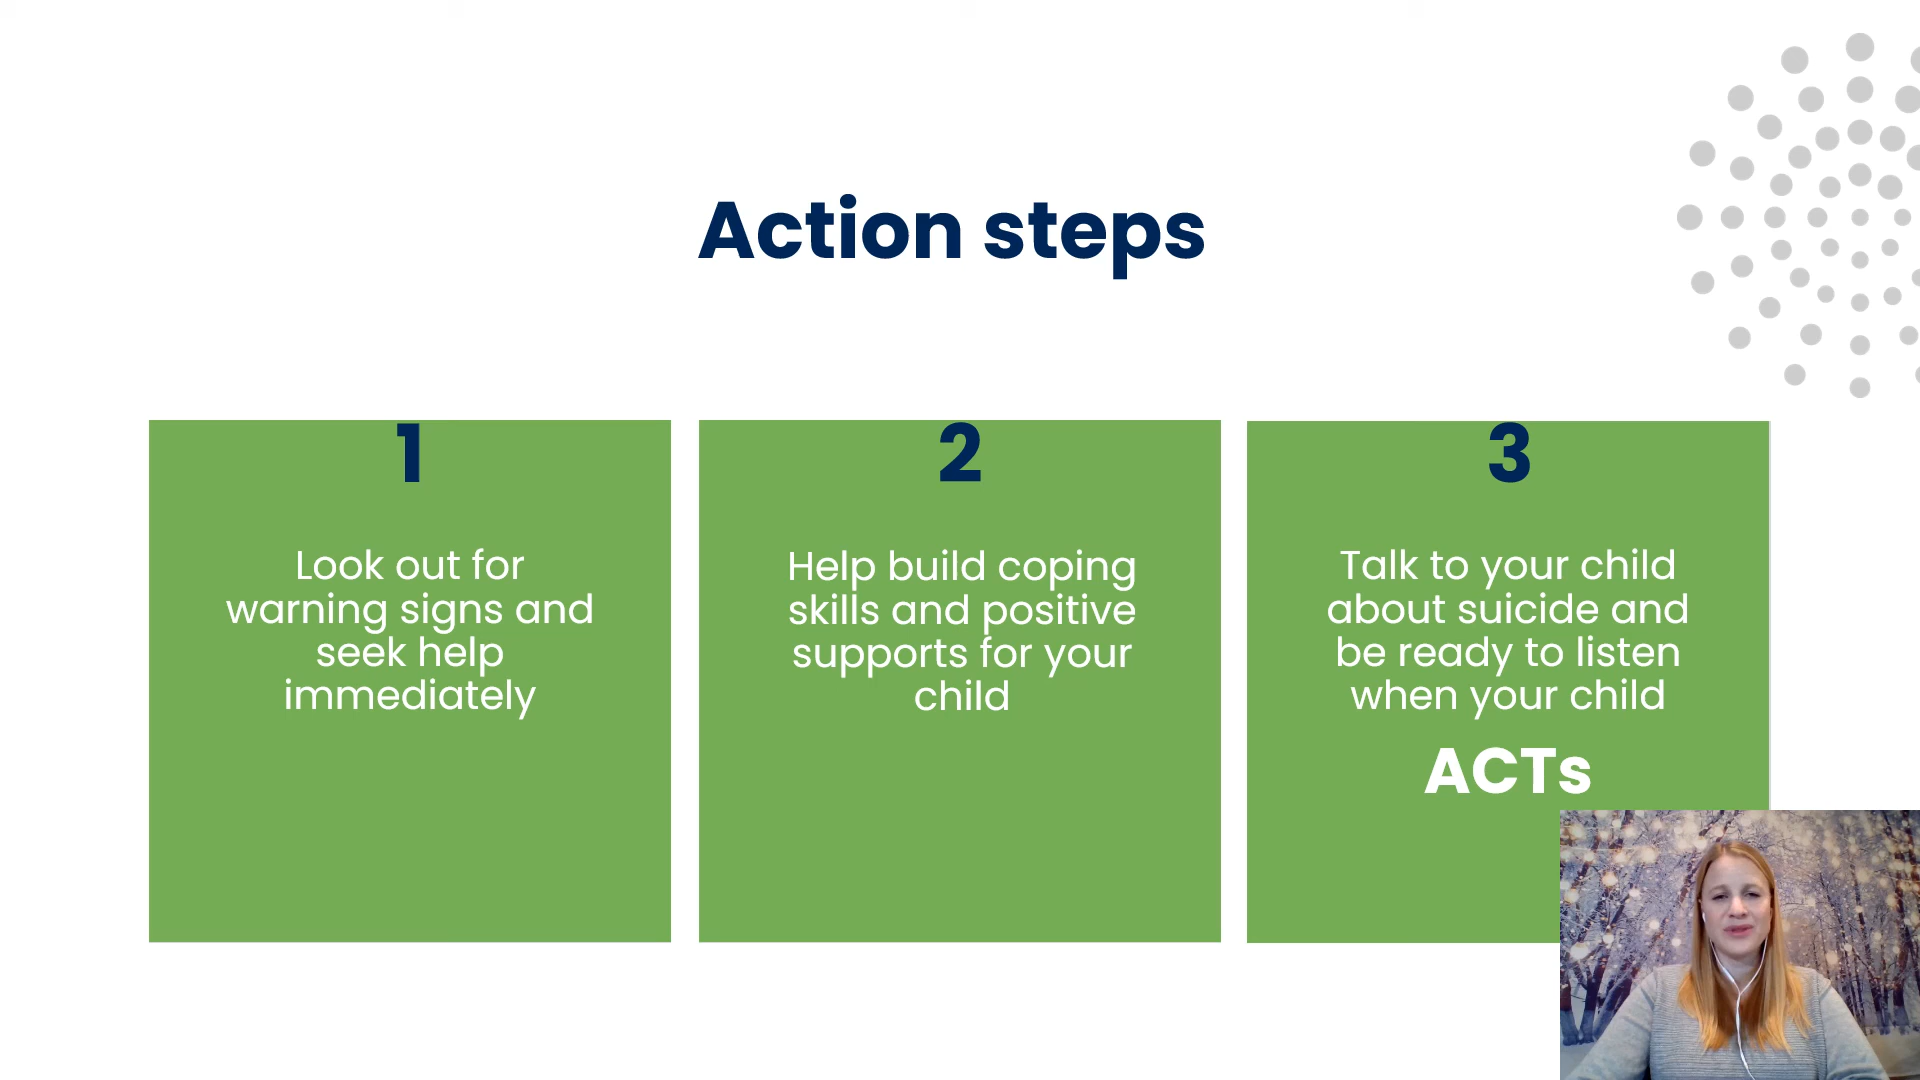 Action steps
1
Look out for
warning signs and
seek help
immediately
2
Help build coping
skills and positive
supports for your
child
3
Talk to your child
about suicide and
be ready to listen
when your child
ACTs